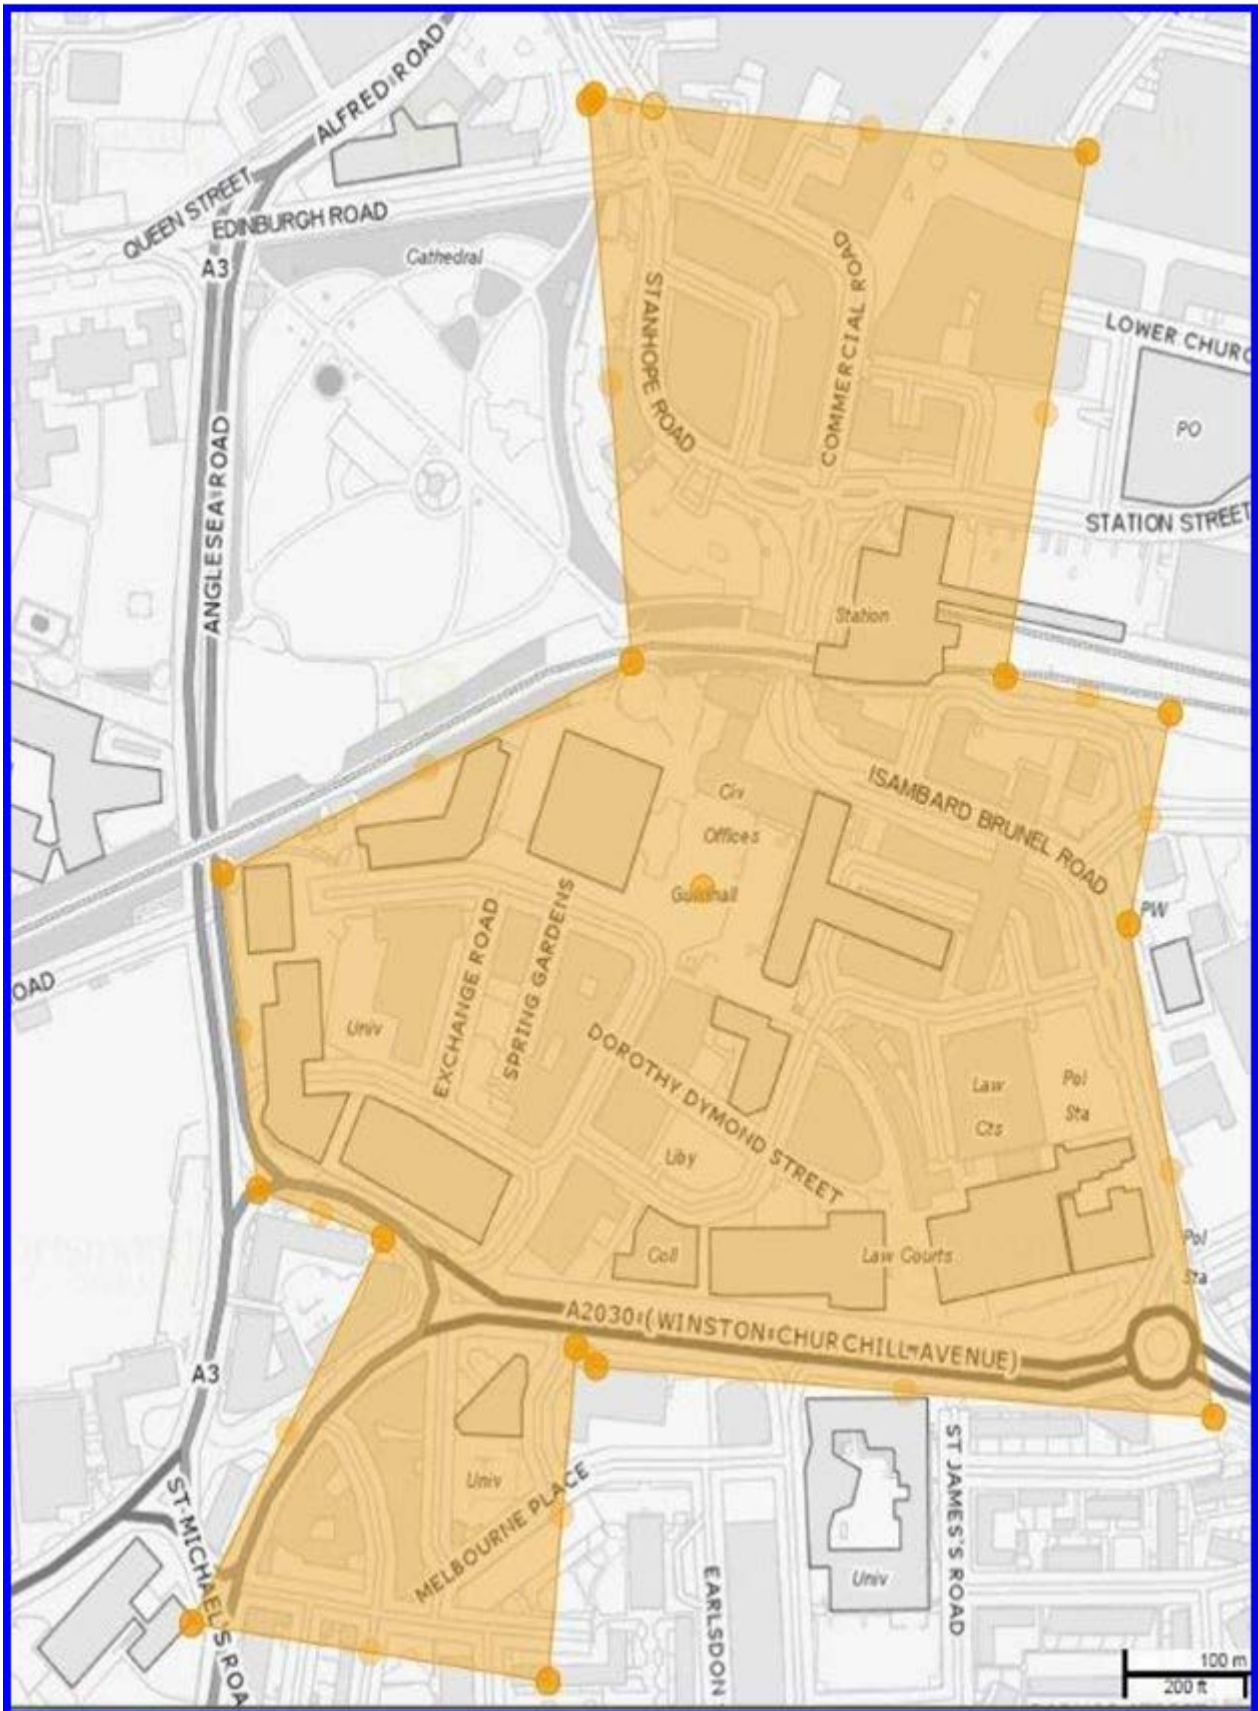 ALFRED ROAD
QUEEN STREET
EDINBURGH ROAD
A3
Cathedral
STANHOPE ROAD
COMMERCIAL ROAD
LOWER CHURC
PO
STATION STREET
ANGLESEA ROAD
Station
ISAMBARD BRUNEL ROAD
Civ
Offices
Guildhall
PW
OAD
EXCHANGE ROAD
SPRING GARDENS
Univ
DOROTHY DYMOND STREET
Law
Cts
Pol
Sta
Liby
Coll
Law Courts
Pol
Sta
A2030 (WINSTON CHURCHILL AVENUE)
A3
Univ
MELBOURNE PLACE
ST MICHAEL'S ROA
EARLSDON
ST JAMES'S ROAD
Univ
100 m
200 ft